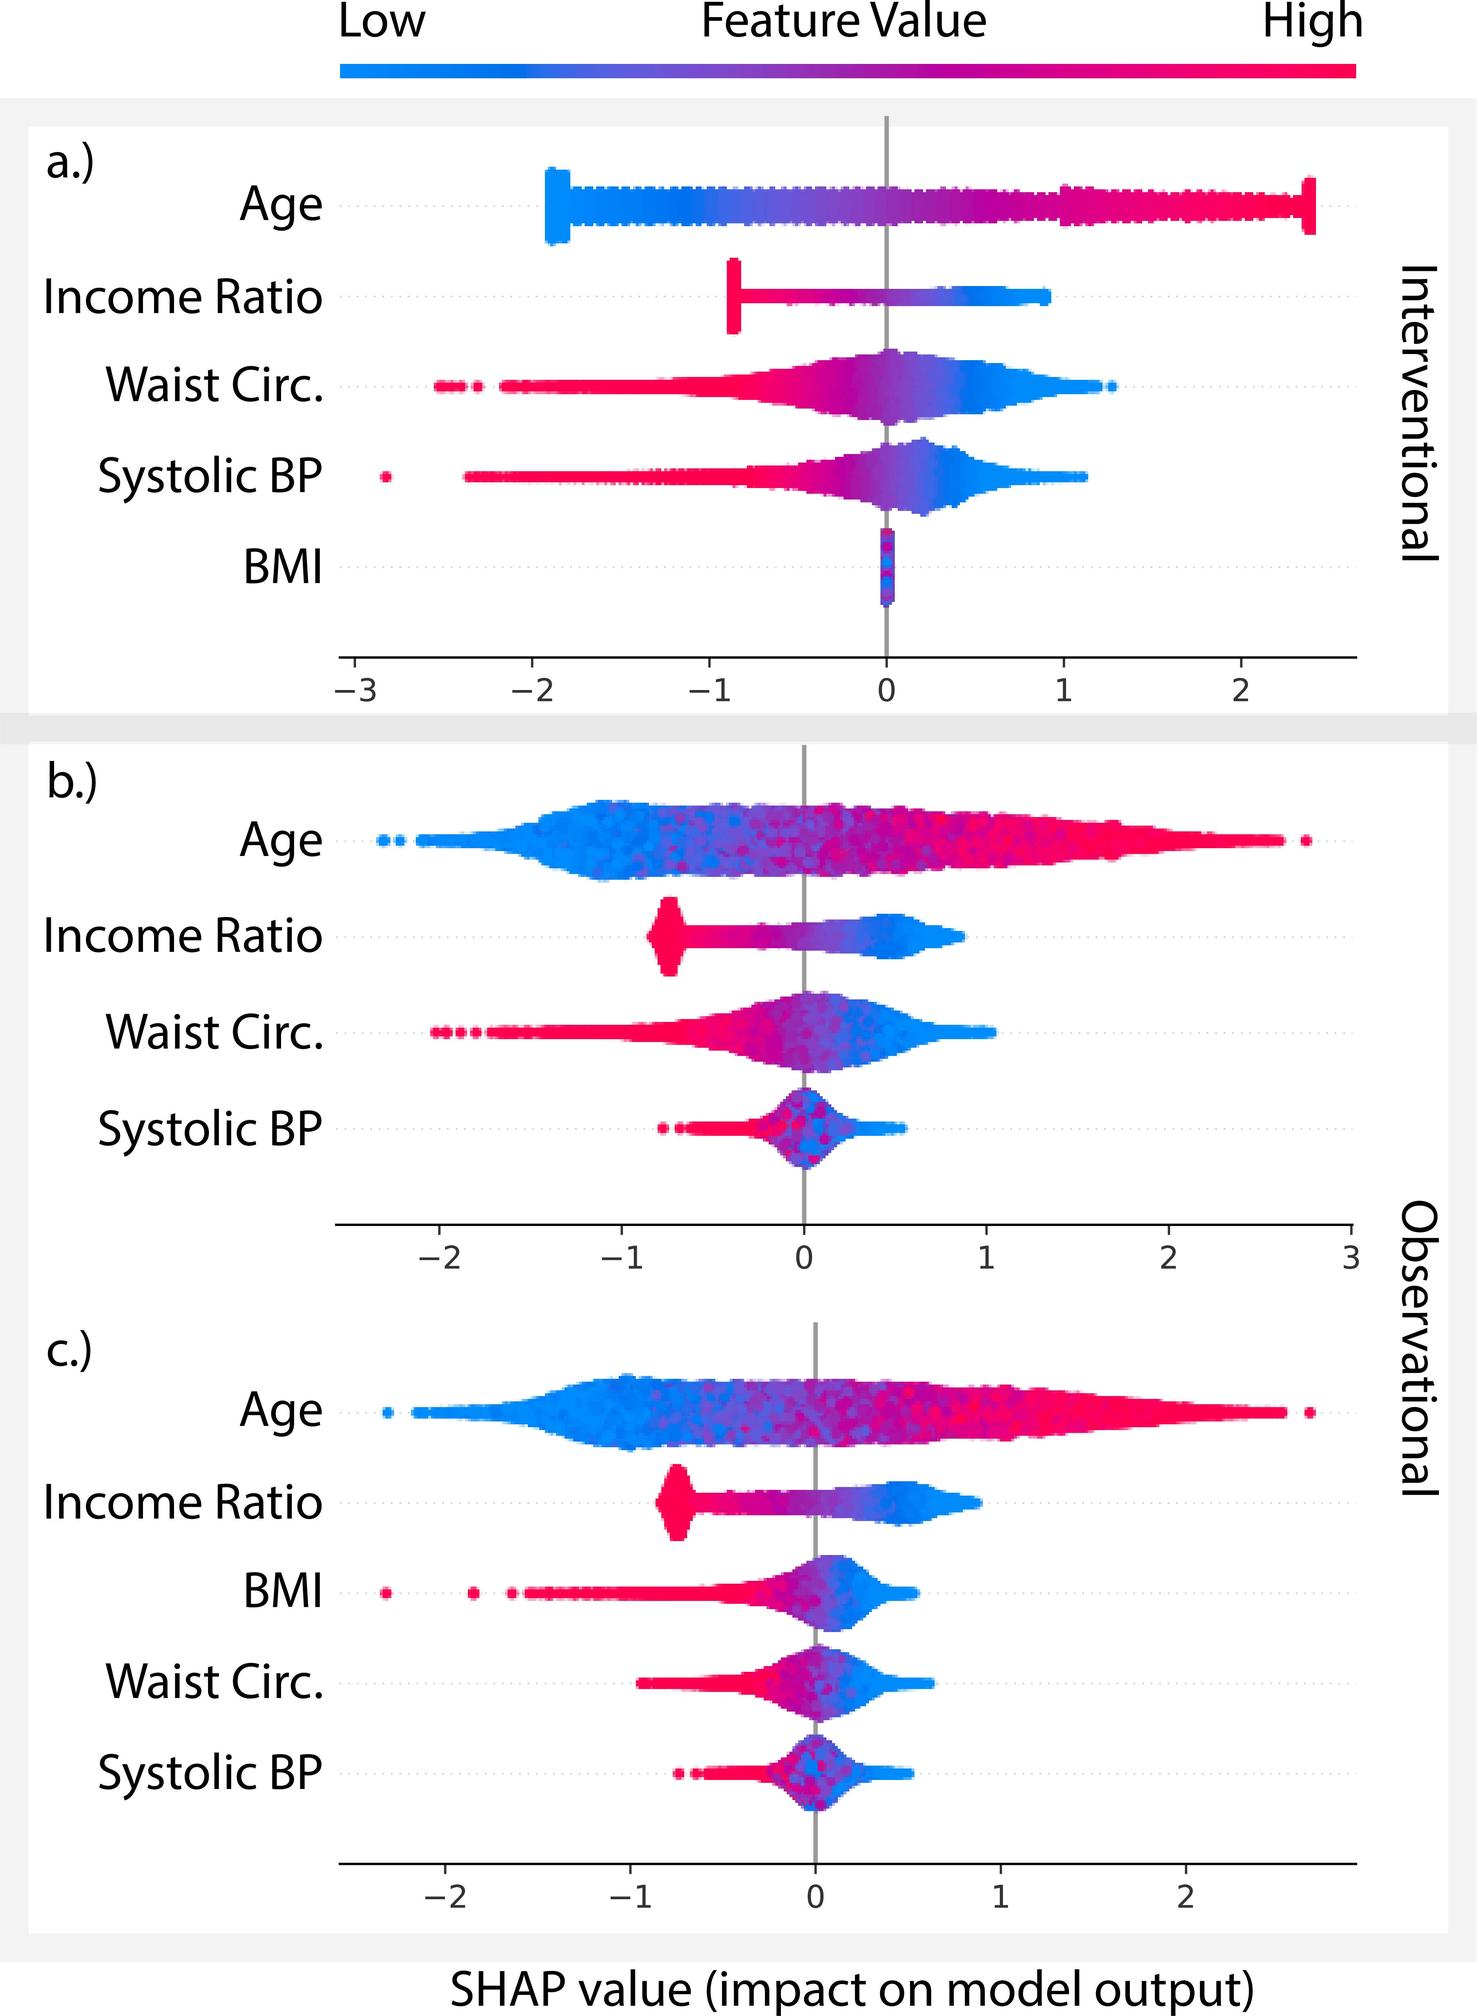 Low Feature Value High
a.)
Age
Income Ratio
Waist Circ.
Systolic BP
BMI
Interventional
−3 −2 −1 0 1 2
b.)
Age
Income Ratio
Waist Circ.
Systolic BP
−2 −1 0 1 2 3
Observational
c.)
Age
Income Ratio
BMI
Waist Circ.
Systolic BP
−2 −1 0 1 2
SHAP value (impact on model output)